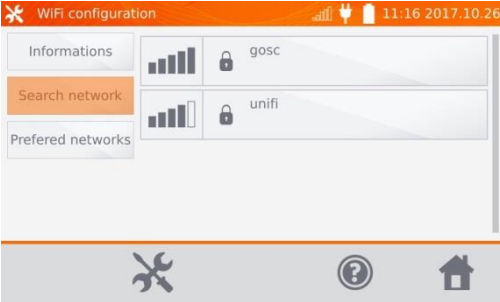 WiFi configuration 11:16 2017.10.26
Informations
Search network
Prefered networks
gosc
unifi
?